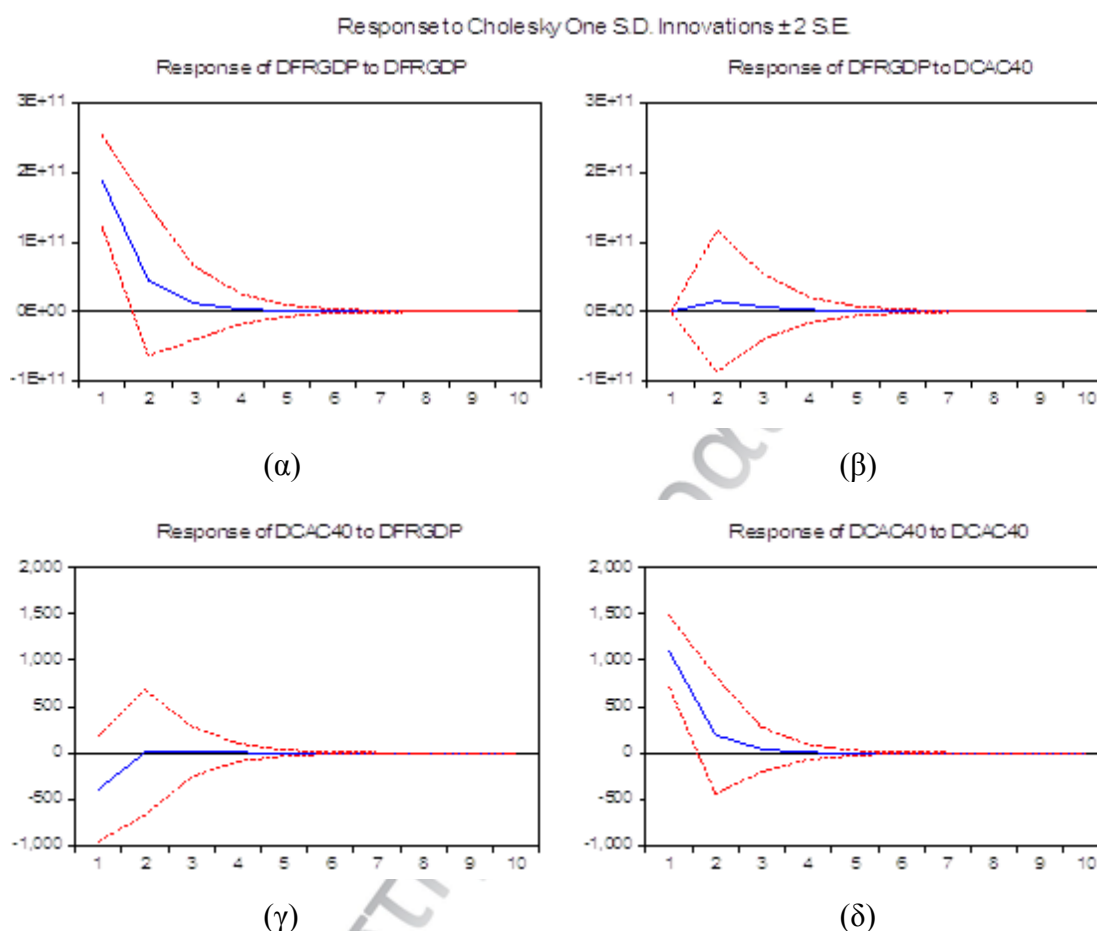 Response to Cholesky One S.D. Innovations ± 2 S.E.
Response of DFRGDP to DFRGDP
3E+11
2E+11
1E+11
0E+00
-1E+11
1 2 3 4 5 6 7 8 9 10
(α)
Response of DFRGDP to DCAC40
3E+11
2E+11
1E+11
0E+00
-1E+11
1 2 3 4 5 6 7 8 9 10
(β)
Response of DCAC40 to DFRGDP
2,000
1,500
1,000
500
0
-500
-1,000
1 2 3 4 5 6 7 8 9 10
(γ)
Response of DCAC40 to DCAC40
2,000
1,500
1,000
500
0
-500
-1,000
1 2 3 4 5 6 7 8 9 10
(δ)